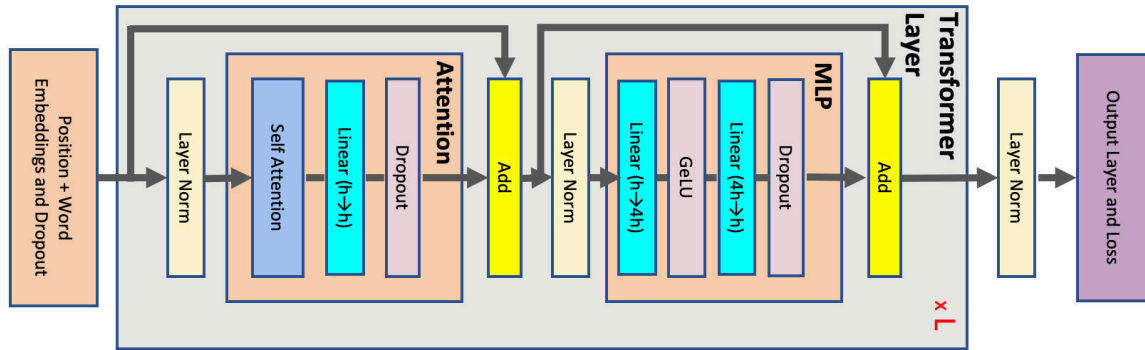 Position + Word
Embeddings and Dropout
Layer Norm
Self Attention
Linear (h→h)
Dropout
Attention
Add
Layer Norm
Linear (h→4h)
GeLU
Linear (4h→h)
Dropout
MLP
Add
Transformer
Layer
x L
Layer Norm
Output Layer and Loss